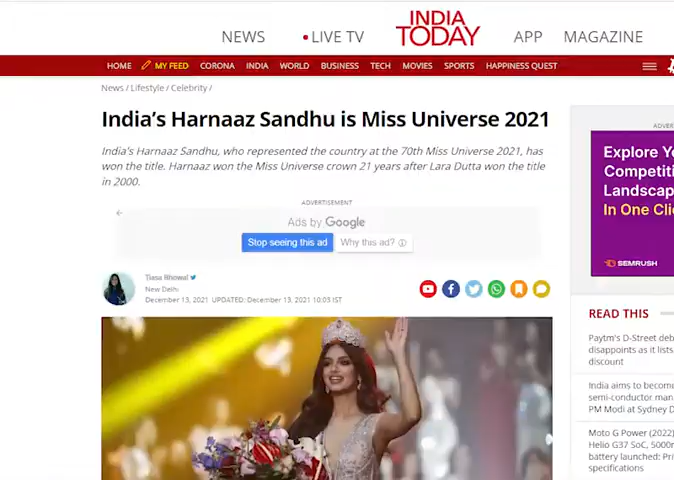 NEWS
LIVE TV
INDIA
TODAY
APP
MAGAZINE
HOME MY FEED CORONA INDIA WORLD BUSINESS TECH MOVIES SPORTS HAPPINESS QUEST
News / Lifestyle / Celebrity /
India's Harnaaz Sandhu is Miss Universe 2021
India's Harnaaz Sandhu, who represented the country at the 70th Miss Universe 2021, has
won the title. Harnaaz won the Miss Universe crown 21 years after Lara Dutta won the title
in 2000.
ADVERTISEMENT
Ads by Google
Stop seeing this ad Why this ad?
Tiasa Bhowal
New Delhi
December 13, 2021 UPDATED: December 13, 2021 10:03 IST
ADVER
Explore Yo
Competiti
Landscap
In One Clic
SEMRUSH
READ THIS
Paytm's D-Street deb
disappoints as it lists
discount
India aims to become
semi-conductor man
PM Modi at Sydney D
Moto G Power (2022)
Helio G37 SoC, 5000m
battery launched: Pri
specifications